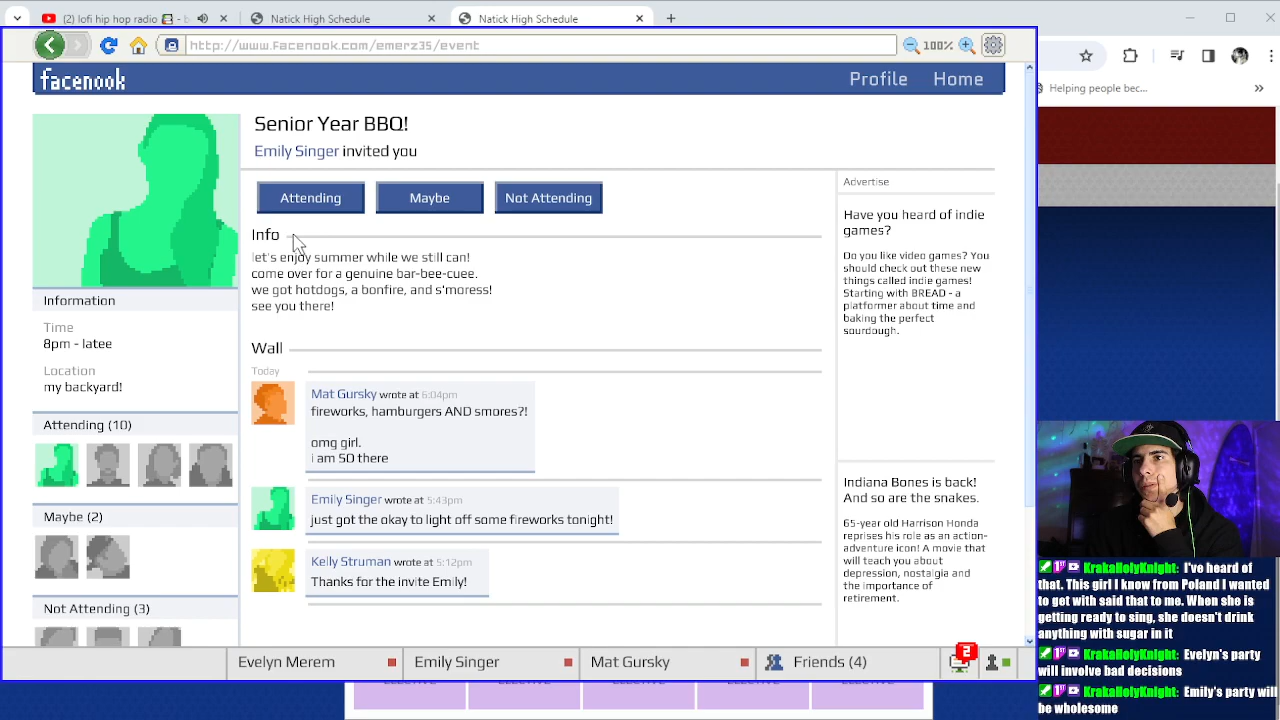 (2) lofi hip hop radio - b
Natick High Schedule
Natick High Schedule
http://www.facenook.com/emerz35/event
100%
Helping people bec...
facenook
Profile
Home
Senior Year BBQ!
Emily Singer invited you
Attending
Maybe
Not Attending
Info
let's enjoy summer while we still can!
come over for a genuine bar-bee-cuee.
we got hotdogs, a bonfire, and s'moress!
see you there!
Information
Time
8pm - latee
Location
my backyard!
Attending (10)
Maybe (2)
Not Attending (3)
Wall
Today
Mat Gursky wrote at 6:04pm
fireworks, hamburgers AND smores?!
omg girl.
i am SO there
Emily Singer wrote at 5:43pm
just got the okay to light off some fireworks tonight!
Kelly Struman wrote at 5:12pm
Thanks for the invite Emily!
Advertise
Have you heard of indie
games?
Do you like video games? You
should check out these new
things called indie games!
Starting with BREAD - a
platformer about time and
baking the perfect
sourdough.
Indiana Bones is back!
And so are the snakes.
65-year old Harrison Honda
reprises his role as an action-
adventure icon! A movie that
will teach you about
depression, nostalgia and
the importance of
retirement.
Evelyn Merem
Emily Singer
Mat Gursky
Friends (4)
2
KrakaHolyKnight: I've heard of
that. This girl I know from Poland I wanted
to get with said that to me. When she is
getting ready to sing, she doesn't drink
anything with sugar in it
KrakaHolyKnight: Evelyn's party
will involve bad decisions
KrakaHolyKnight: Emily's party will
be wholesome